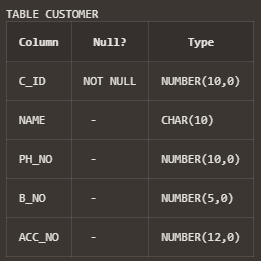 TABLE CUSTOMER
Column Null? Type
C_ID NOT NULL NUMBER(10,0)
NAME - CHAR(10)
PH_NO - NUMBER(10,0)
B_NO - NUMBER(5,0)
ACC_NO - NUMBER(12,0)